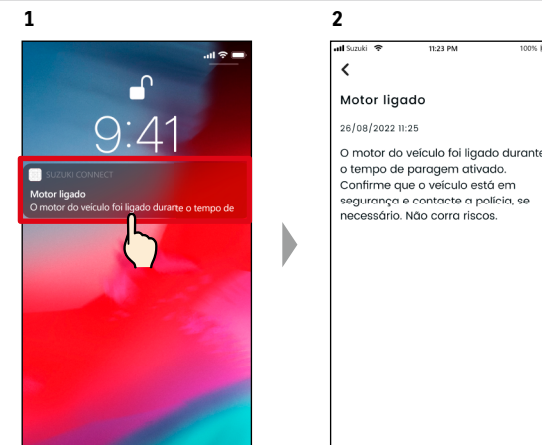 1
9:41
SUZUKI CONNECT
Motor ligado
O motor do veículo foi ligado durarte o tempo de
2
Suzuki 11:23 PM 100%
Motor ligado
26/08/2022 11:25
O motor do veículo foi ligado durante
o tempo de paragem ativado.
Confirme que o veículo está em
segurança e contacte a polícia, se
necessário. Não corra riscos.